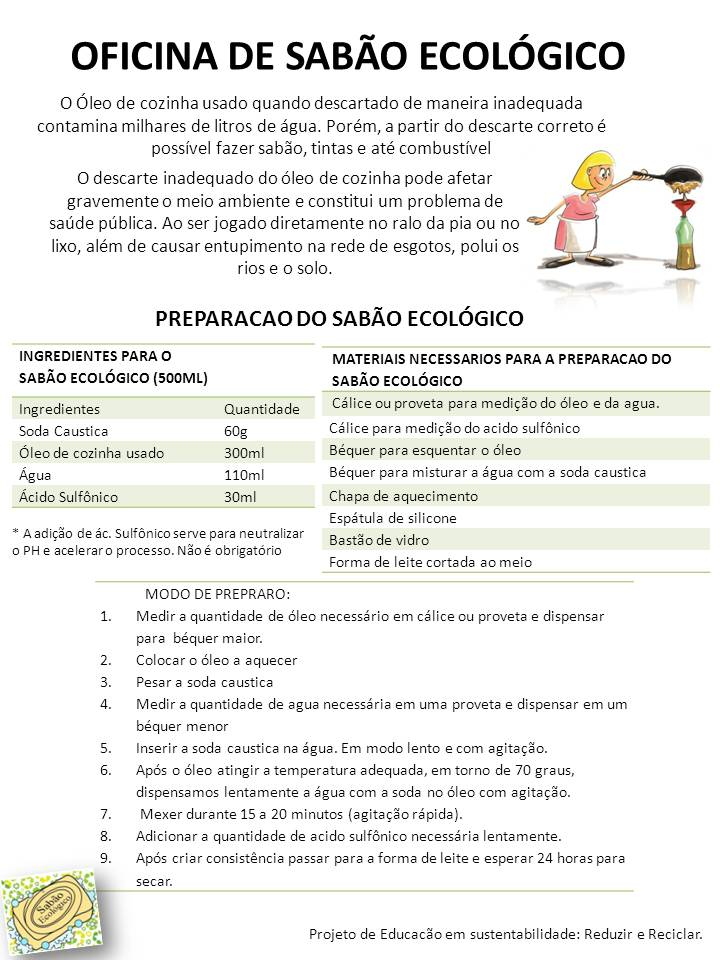 OFICINA DE SABÃO ECOLÓGICO
O Óleo de cozinha usado quando descartado de maneira inadequada
contamina milhares de litros de água. Porém, a partir do descarte correto é
possível fazer sabão, tintas e até combustível
O descarte inadequado do óleo de cozinha pode afetar
gravemente o meio ambiente e constitui um problema de
saúde pública. Ao ser jogado diretamente no ralo da pia ou no
lixo, além de causar entupimento na rede de esgotos, polui os
rios e o solo.
PREPARACAO DO SABÃO ECOLÓGICO
INGREDIENTES PARA O
SABÃO ECOLÓGICO (500ML)
Ingredientes Quantidade
Soda Caustica 60g
Óleo de cozinha usado 300ml
Água 110ml
Ácido Sulfônico 30ml
* A adição de ác. Sulfônico serve para neutralizar
o PH e acelerar o processo. Não é obrigatório
MATERIAIS NECESSARIOS PARA A PREPARACAO DO
SABÃO ECOLÓGICO
Cálice ou proveta para medição do óleo e da agua.
Cálice para medição do acido sulfônico
Béquer para esquentar o óleo
Béquer para misturar a água com a soda caustica
Chapa de aquecimento
Espátula de silicone
Bastão de vidro
Forma de leite cortada ao meio
MODO DE PREPRARO:
1. Medir a quantidade de óleo necessário em cálice ou proveta e dispensar
para béquer maior.
2. Colocar o óleo a aquecer
3. Pesar a soda caustica
4. Medir a quantidade de agua necessária em uma proveta e dispensar em um
béquer menor
5. Inserir a soda caustica na água. Em modo lento e com agitação.
6. Após o óleo atingir a temperatura adequada, em torno de 70 graus,
dispensamos lentamente a água com a soda no óleo com agitação.
7. Mexer durante 15 a 20 minutos (agitação rápida).
8. Adicionar a quantidade de acido sulfônico necessária lentamente.
9. Após criar consistência passar para a forma de leite e esperar 24 horas para
secar.
Sabão
Ecológico
Projeto de Educacão em sustentabilidade: Reduzir e Reciclar.